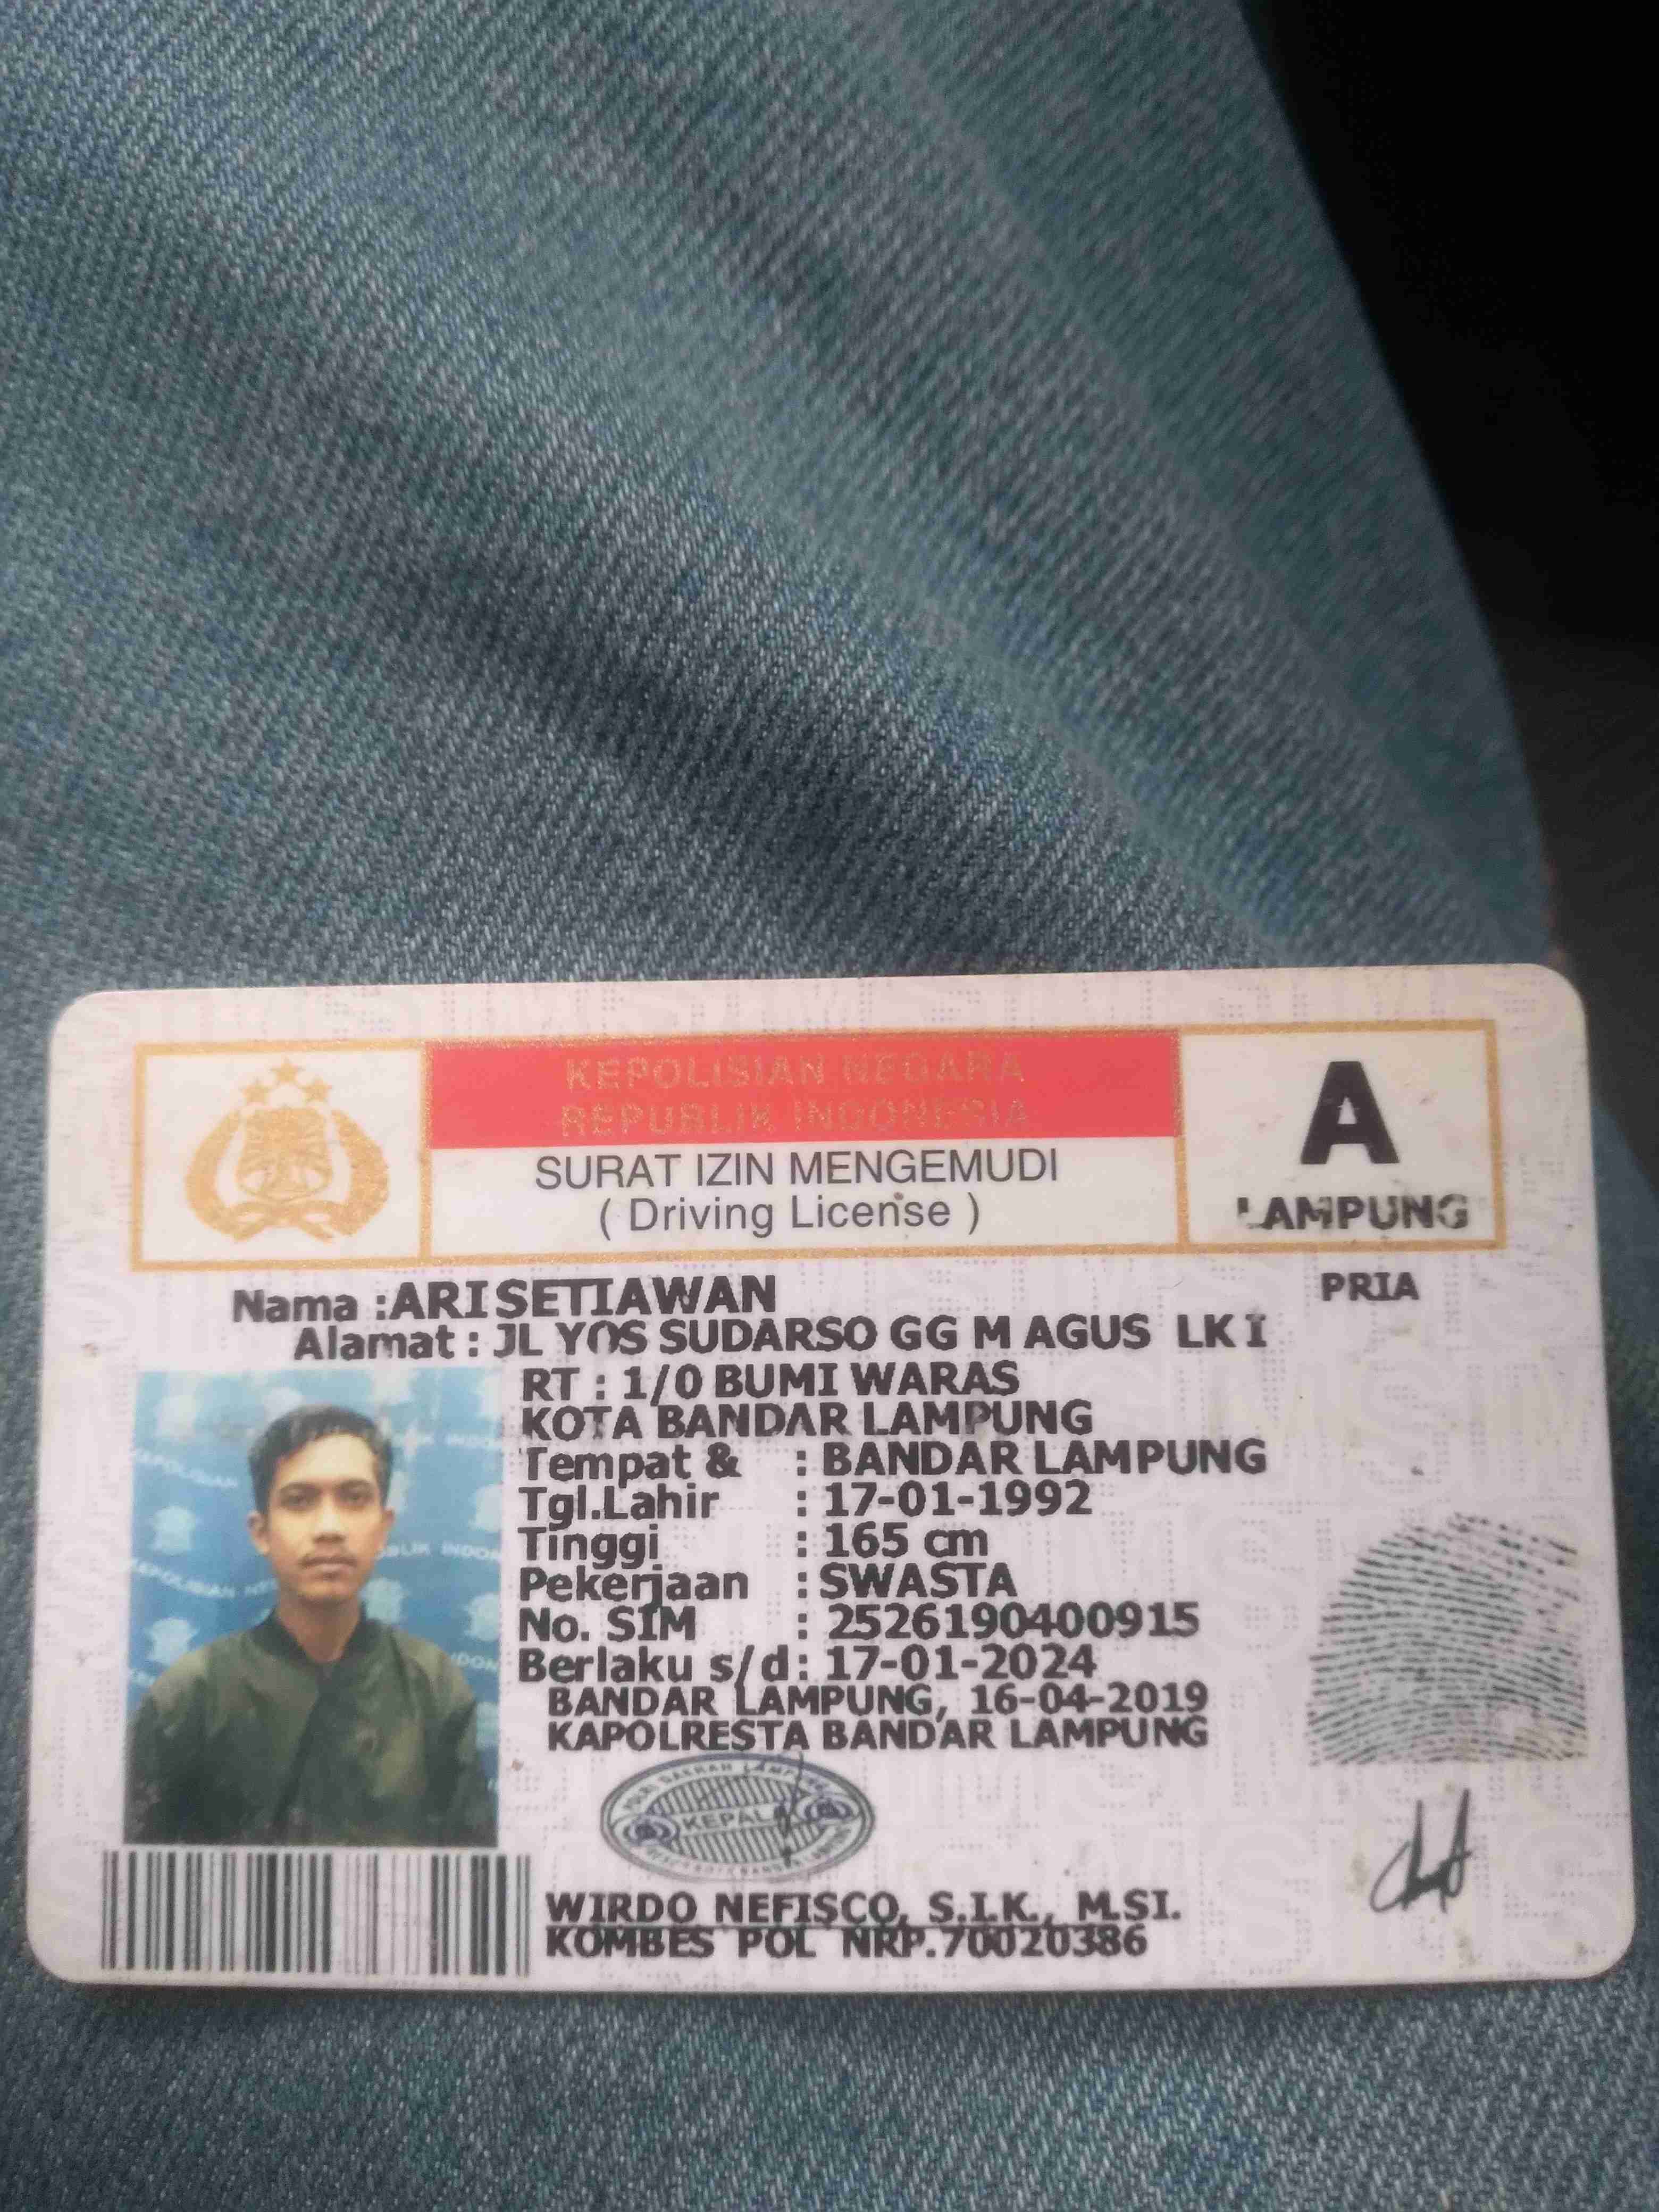 KEPOLISIAN NEGARA
REPUBLIK INDONESIA
SURAT IZIN MENGEMUDI
( Driving License )
A
LAMPUNG
PRIA
Nama :ARI SETIAWAN
Alamat : JL YOS SUDARSO GG M AGUS LK I
RT : 1/0 BUMI WARAS
KOTA BANDAR LAMPUNG
Tempat & : BANDAR LAMPUNG
Tgl.Lahir : 17-01-1992
Tinggi : 165 cm
Pekerjaan : SWASTA
No. SIM : 2526190400915
Berlaku s/d : 17-01-2024
BANDAR LAMPUNG, 16-04-2019
KAPOLRESTA BANDAR LAMPUNG
KEPALA
WIRDO NEFISCO, S.I.K., M.SI.
KOMBES POL NRP.70020386